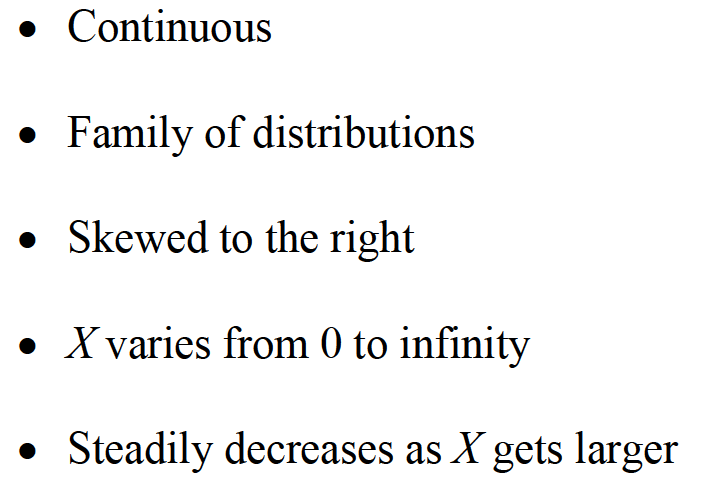 • Continuous
• Family of distributions
• Skewed to the right
• X varies from 0 to infinity
• Steadily decreases as X gets larger